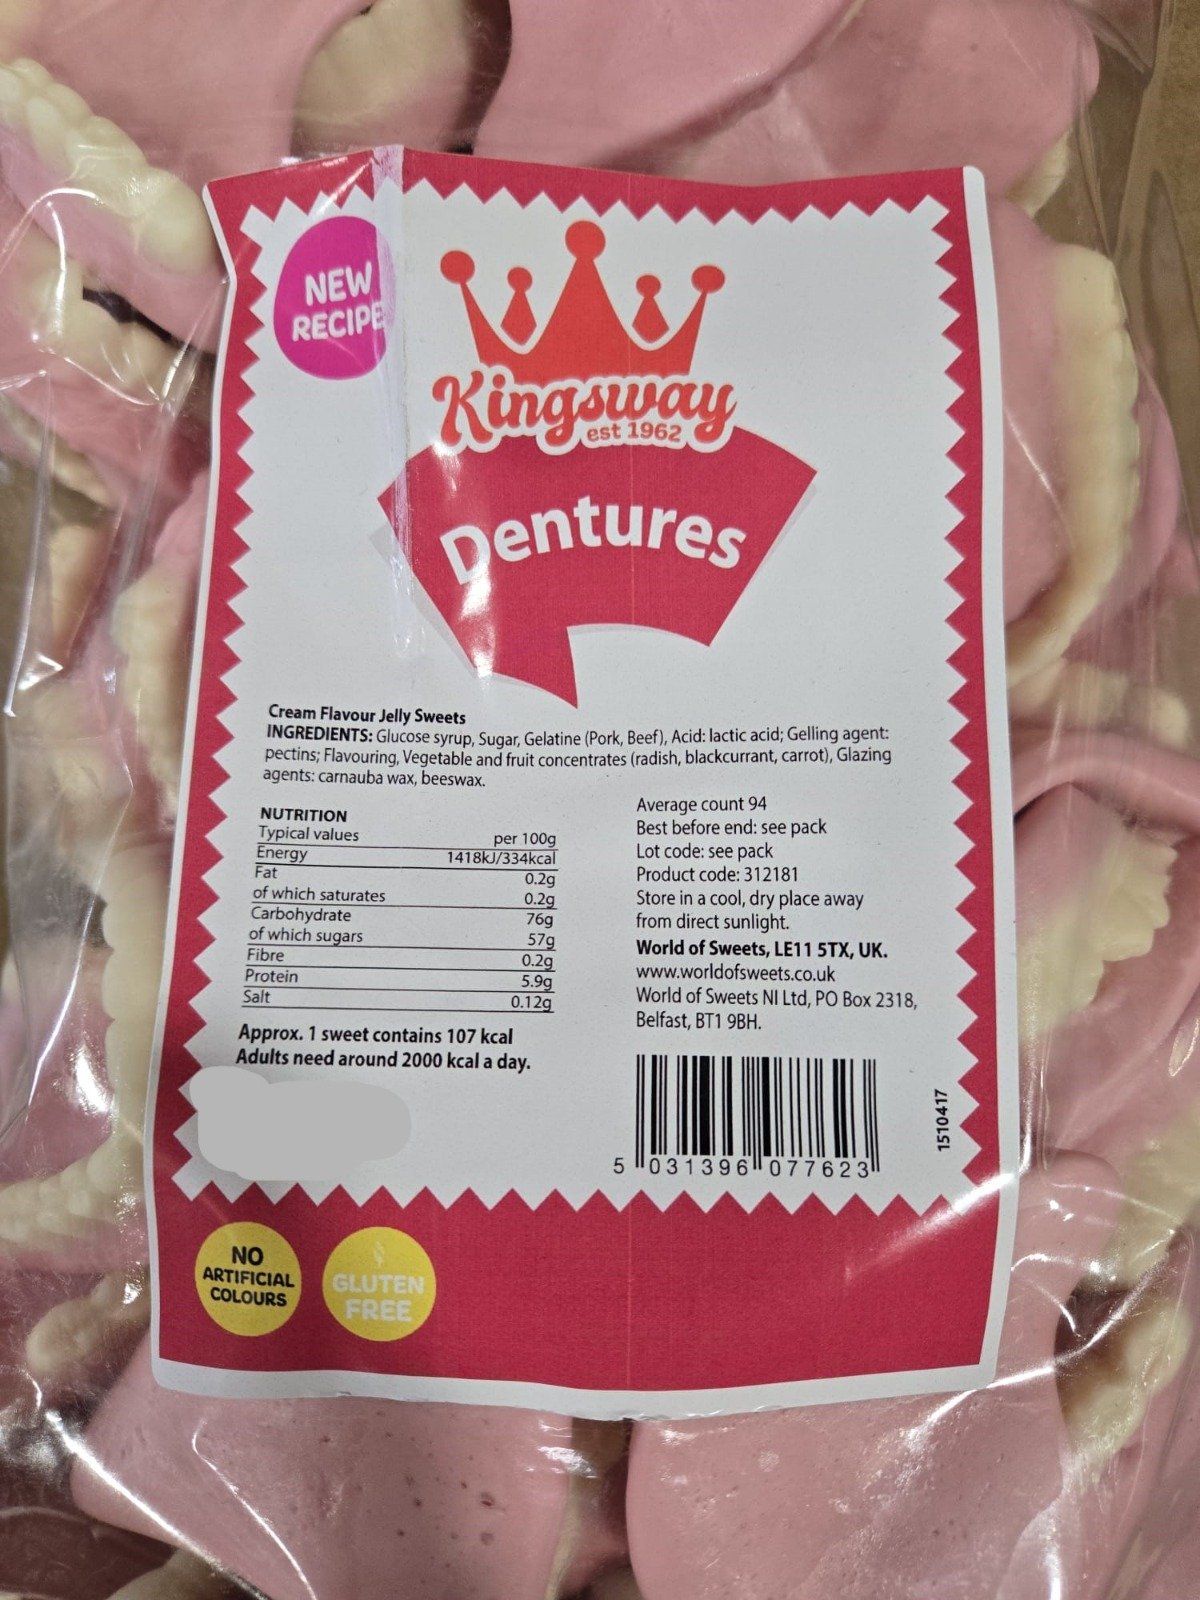 NEW
RECIPE
Kingsway
est 1962
Dentures
Cream Flavour Jelly Sweets
INGREDIENTS: Glucose syrup, Sugar, Gelatine (Pork, Beef), Acid: lactic acid; Gelling agent:
pectins; Flavouring, Vegetable and fruit concentrates (radish, blackcurrant, carrot), Glazing
agents: carnauba wax, beeswax.
NUTRITION
Typical values per 100g
Energy 1418kJ/334kcal
Fat 0.2g
of which saturates 0.2g
Carbohydrate 76g
of which sugars 57g
Fibre 0.2g
Protein 5.9g
Salt 0.12g
Approx. 1 sweet contains 107 kcal
Adults need around 2000 kcal a day.
Average count 94
Best before end: see pack
Lot code: see pack
Product code: 312181
Store in a cool, dry place away
from direct sunlight.
World of Sweets, LE11 5TX, UK.
www.worldofsweets.co.uk
World of Sweets NI Ltd, PO Box 2318,
Belfast, BT1 9BH.
5 031396 077623
1510417
NO
ARTIFICIAL
COLOURS
GLUTEN
FREE